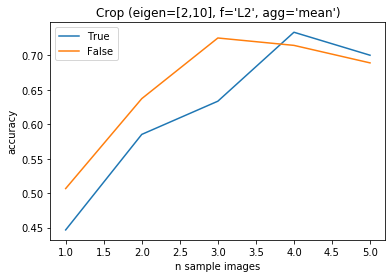 Crop (eigen=[2,10], f='L2', agg='mean')
True
False
accuracy
0.70
0.65
0.60
0.55
0.50
0.45
1.0 1.5 2.0 2.5 3.0 3.5 4.0 4.5 5.0
n sample images